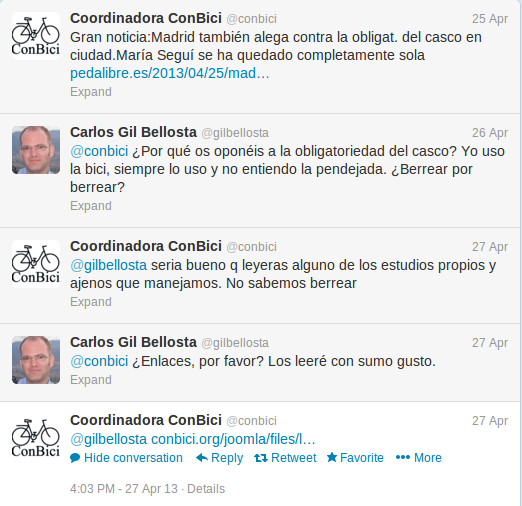 Coordinadora ConBici @conbici 25 Apr
ConBici
Gran noticia:Madrid también alega contra la obligat. del casco en
ciudad.María Seguí se ha quedado completamente sola
pedalibre.es/2013/04/25/mad…
Expand
Carlos Gil Bellosta @gilbellosta 26 Apr
@conbici ¿Por qué os oponéis a la obligatoriedad del casco? Yo uso
la bici, siempre lo uso y no entiendo la pendejada. ¿Berrear por
berrear?
Expand
Coordinadora ConBici @conbici 27 Apr
ConBici
@gilbellosta seria bueno q leyeras alguno de los estudios propios y
ajenos que manejamos. No sabemos berrear
Expand
Carlos Gil Bellosta @gilbellosta 27 Apr
@conbici ¿Enlaces, por favor? Los leeré con sumo gusto.
Expand
Coordinadora ConBici @conbici 27 Apr
ConBici
@gilbellosta conbici.org/joomla/files/l…
Hide conversation Reply Retweet Favorite More
4:03 PM - 27 Apr 13 · Details